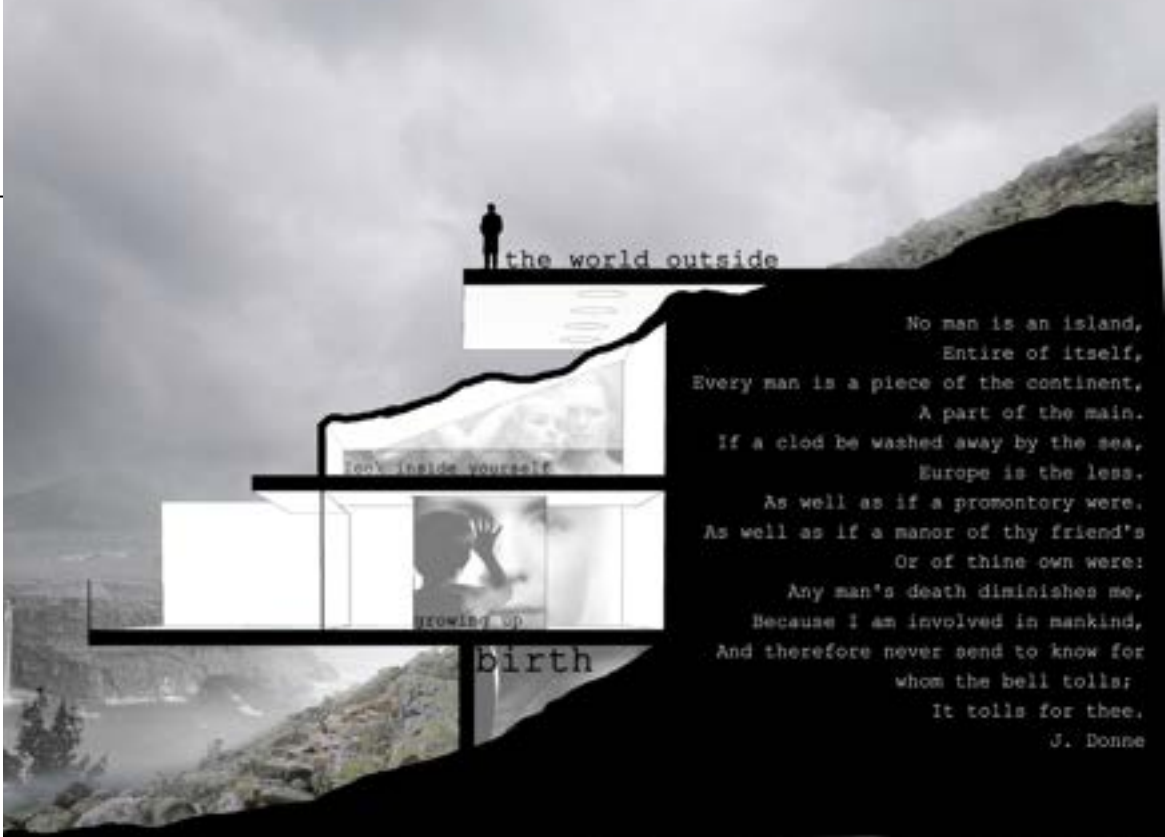 the world outside
look inside yourself
growing up
birth
No man is an island,
Entire of itself,
Every man is a piece of the continent,
A part of the main.
If a clod be washed away by the sea,
Europe is the less.
As well as if a promontory were.
As well as if a manor of thy friend's
Or of thine own were:
Any man's death diminishes me,
Because I am involved in mankind,
And therefore never send to know for
whom the bell tolls;
It tolls for thee.
J. Donne